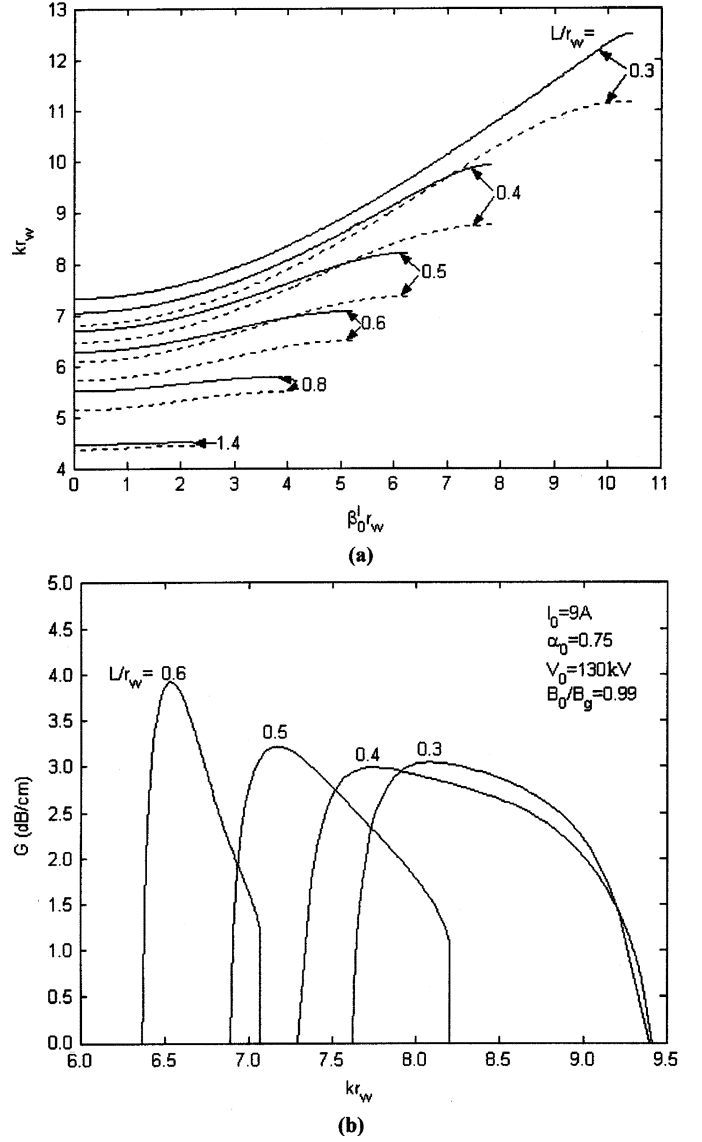 13
12
11
10
9
8
7
6
5
4
kr_w
L/r_w=
0.3
0.4
0.5
0.6
0.8
1.4
0 1 2 3 4 5 6 7 8 9 10 11
β_0^I r_w
(a)
5.0
4.5
4.0
3.5
3.0
2.5
2.0
1.5
1.0
0.5
0.0
G (dB/cm)
I_0=9A
α_0=0.75
V_0=130kV
B_0/B_g=0.99
L/r_w= 0.6
0.5
0.4
0.3
6.0 6.5 7.0 7.5 8.0 8.5 9.0 9.5
kr_w
(b)